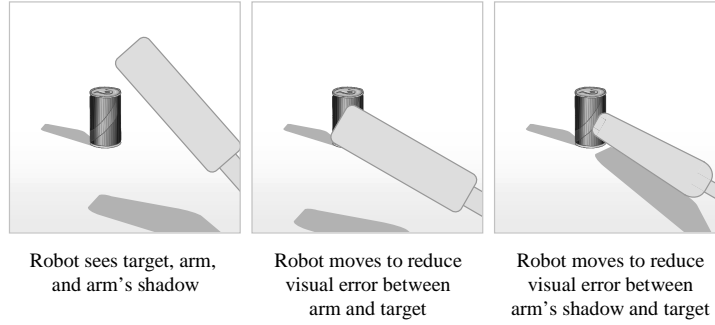 Robot sees target, arm,
and arm's shadow
Robot moves to reduce
visual error between
arm and target
Robot moves to reduce
visual error between
arm's shadow and target